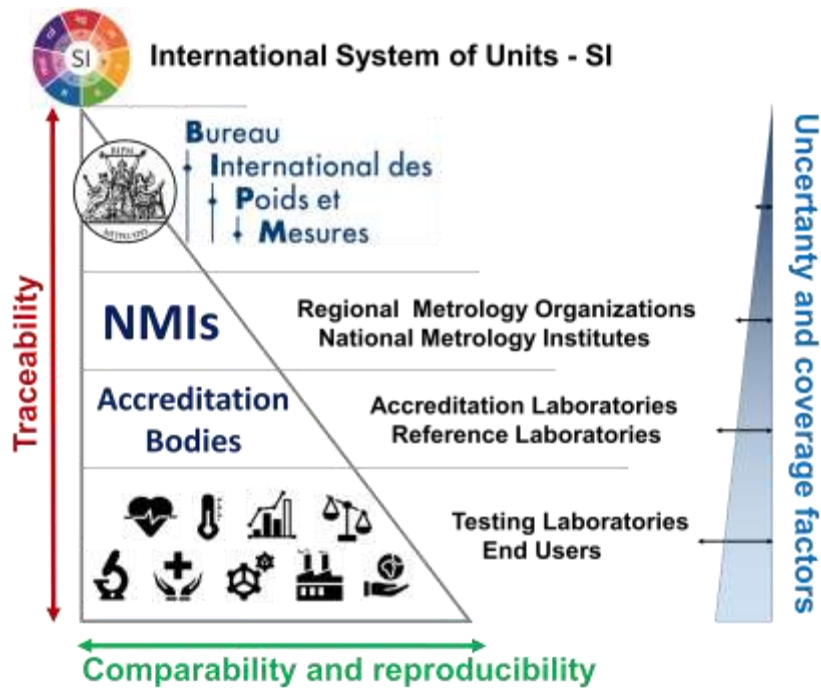 SI
International System of Units - SI
Bureau
International des
Poids et
Mesures
NMIs
Regional Metrology Organizations
National Metrology Institutes
Accreditation
Bodies
Accreditation Laboratories
Reference Laboratories
Testing Laboratories
End Users
Traceability
Comparability and reproducibility
Uncertanty and coverage factors